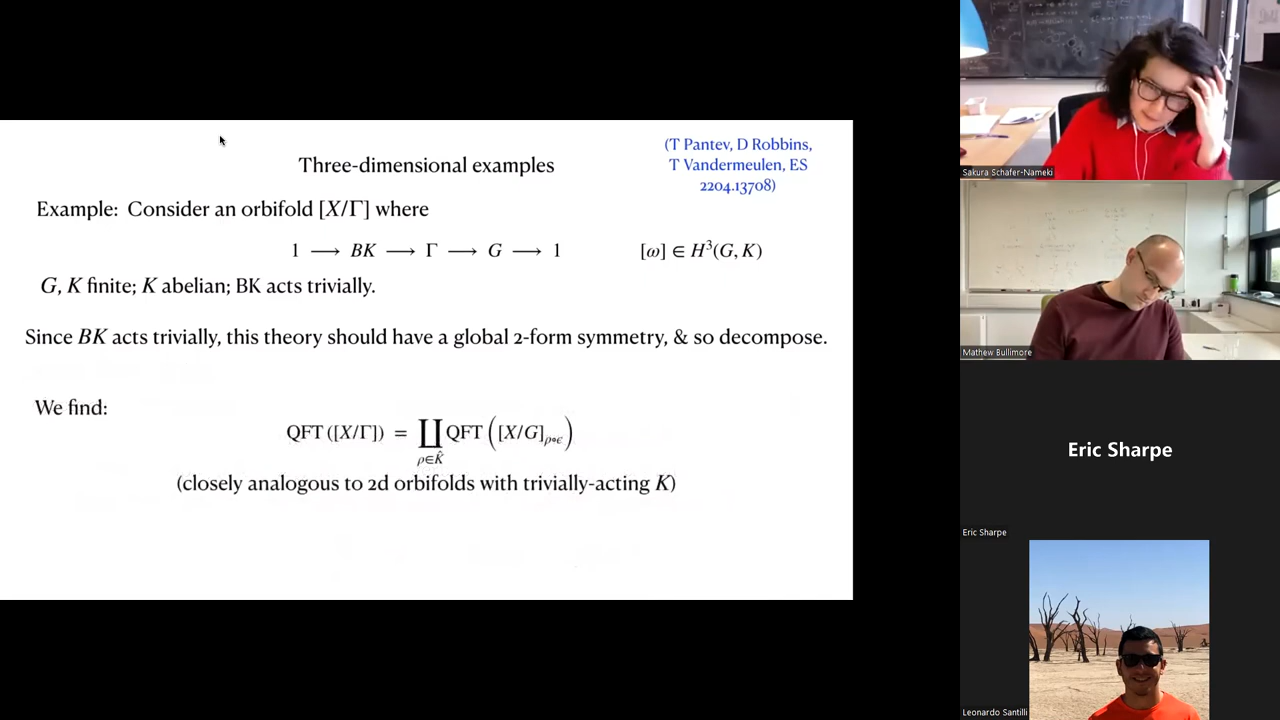 Three-dimensional examples
(T Pantev, D Robbins,
T Vandermeulen, ES
2204.13708)
Example: Consider an orbifold [X/Γ] where
1 ⟶ BK ⟶ Γ ⟶ G ⟶ 1 [ω] ∈ H³(G, K)
G, K finite; K abelian; BK acts trivially.
Since BK acts trivially, this theory should have a global 2-form symmetry, & so decompose.
We find:
QFT ([X/Γ]) = ∐_{ρ∈K̂} QFT ([X/G]_{ρ∘ϵ})
(closely analogous to 2d orbifolds with trivially-acting K)
Sakura Schafer-Nameki
Mathew Bullimore
Eric Sharpe
Eric Sharpe
Leonardo Santilli